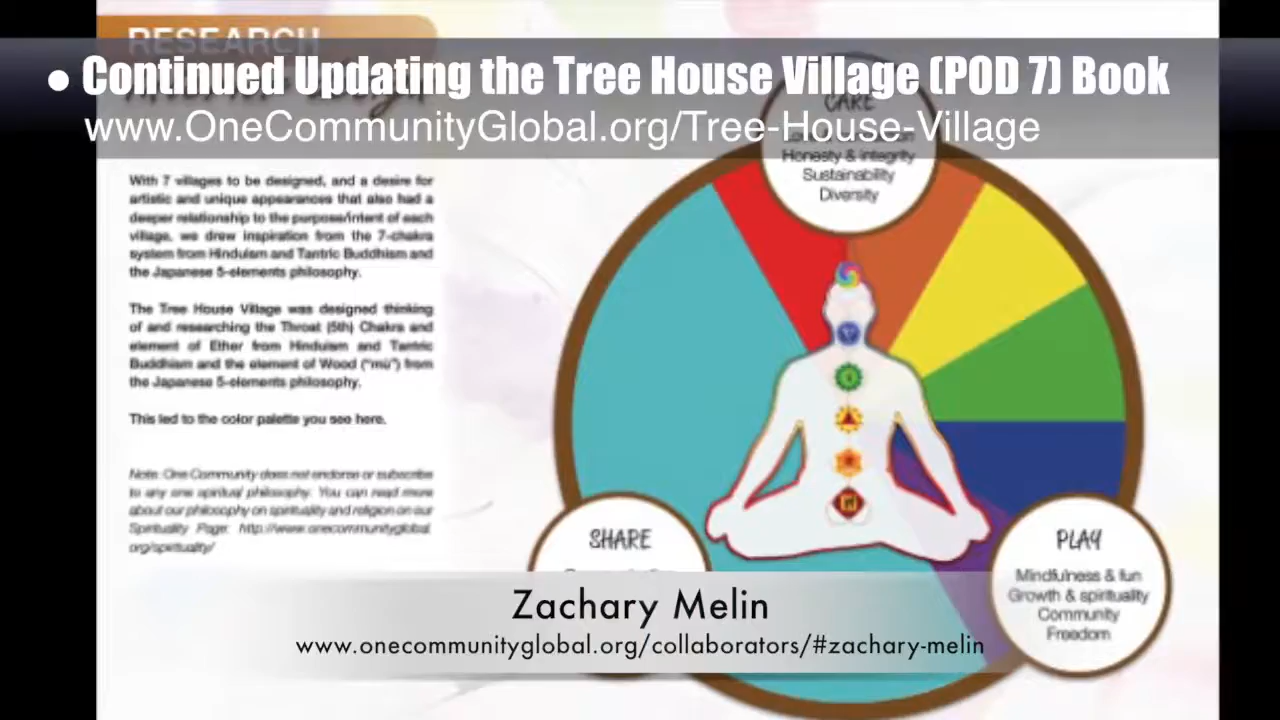 RESEARCH
● Continued Updating the Tree House Village (POD 7) Book
www.OneCommunityGlobal.org/Tree-House-Village
CARE
Honesty & integrity
Sustainability
Diversity
With 7 villages to be designed, and a desire for
artistic and unique appearances that also had a
deeper relationship to the purpose/intent of each
village, we drew inspiration from the 7-chakra
system from Hinduism and Tantric Buddhism and
the Japanese 5-elements philosophy.
The Tree House Village was designed thinking
of and researching the Throat (5th) Chakra and
element of Ether from Hinduism and Tantric
Buddhism and the element of Wood ("mù") from
the Japanese 5-elements philosophy.
This led to the color palette you see here.
Note: One Community does not endorse or subscribe
to any one spiritual philosophy. You can read more
about our philosophy on spirituality and religion on our
Spirituality Page: http://www.onecommunityglobal.
org/spirituality/
SHARE
PLAY
Mindfulness & fun
Growth & spirituality
Community
Freedom
Zachary Melin
www.onecommunityglobal.org/collaborators/#zachary-melin